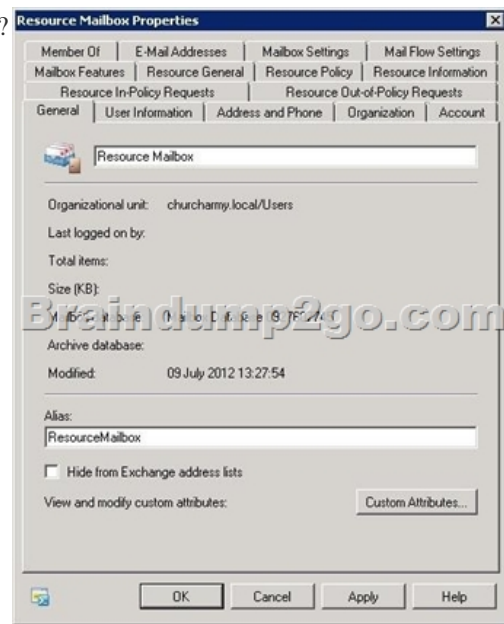 ?
Resource Mailbox Properties
Member Of E-Mail Addresses Mailbox Settings Mail Flow Settings
Mailbox Features Resource General Resource Policy Resource Information
Resource In-Policy Requests Resource Out-of-Policy Requests
General User Information Address and Phone Organization Account
Resource Mailbox
Organizational unit: churcharmy.local/Users
Last logged on by:
Total items:
Size (KB):
Braindump2go.com
Archive database:
Modified: 09 July 2012 13:27:54
Alias:
ResourceMailbox
Hide from Exchange address lists
View and modify custom attributes: Custom Attributes...
OK Cancel Apply Help